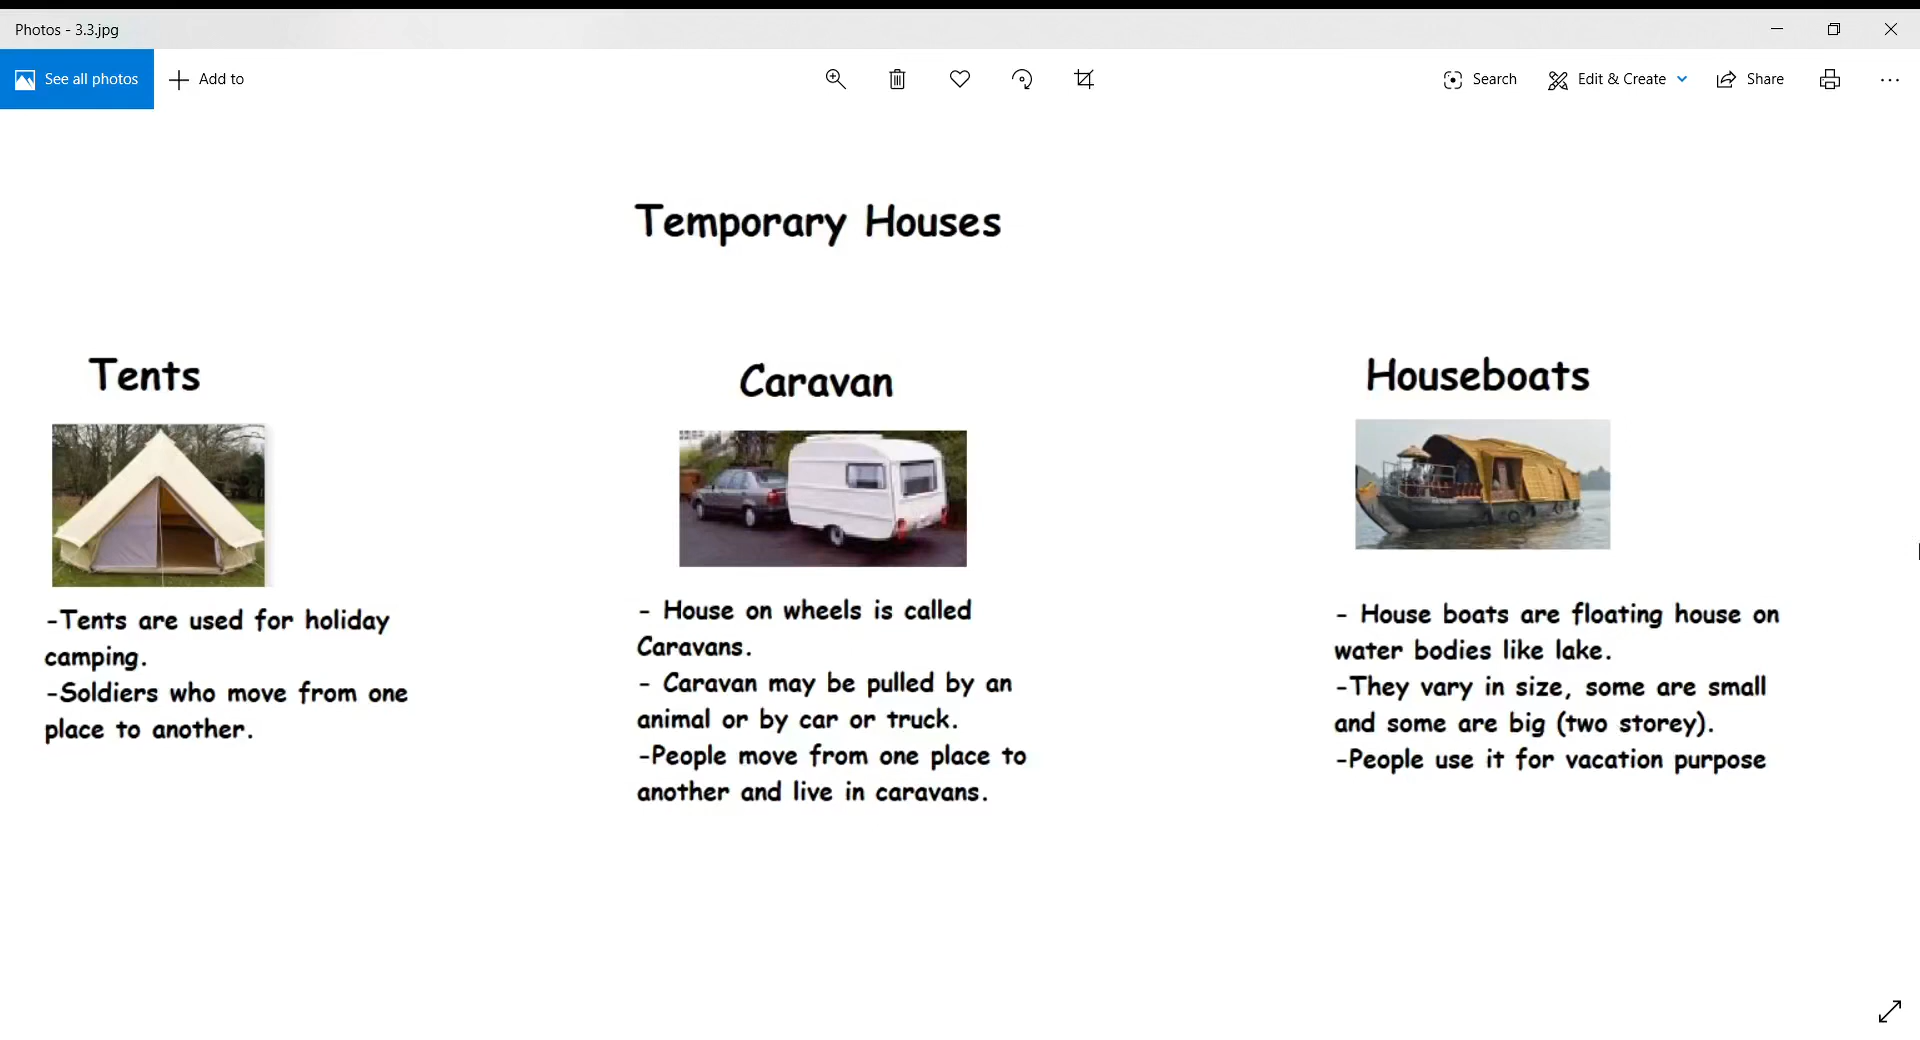 Photos - 3.3.jpg
See all photos
Add to
Search
Edit & Create
Share
Temporary Houses
Tents
-Tents are used for holiday
camping.
-Soldiers who move from one
place to another.
Caravan
- House on wheels is called
Caravans.
- Caravan may be pulled by an
animal or by car or truck.
-People move from one place to
another and live in caravans.
Houseboats
- House boats are floating house on
water bodies like lake.
-They vary in size, some are small
and some are big (two storey).
-People use it for vacation purpose